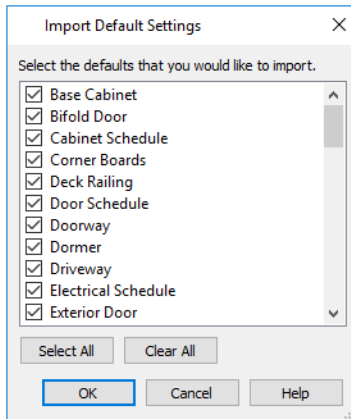 Import Default Settings
Select the defaults that you would like to import.
Base Cabinet
Bifold Door
Cabinet Schedule
Corner Boards
Deck Railing
Door Schedule
Doorway
Dormer
Driveway
Electrical Schedule
Exterior Door
Select All Clear All
OK Cancel Help